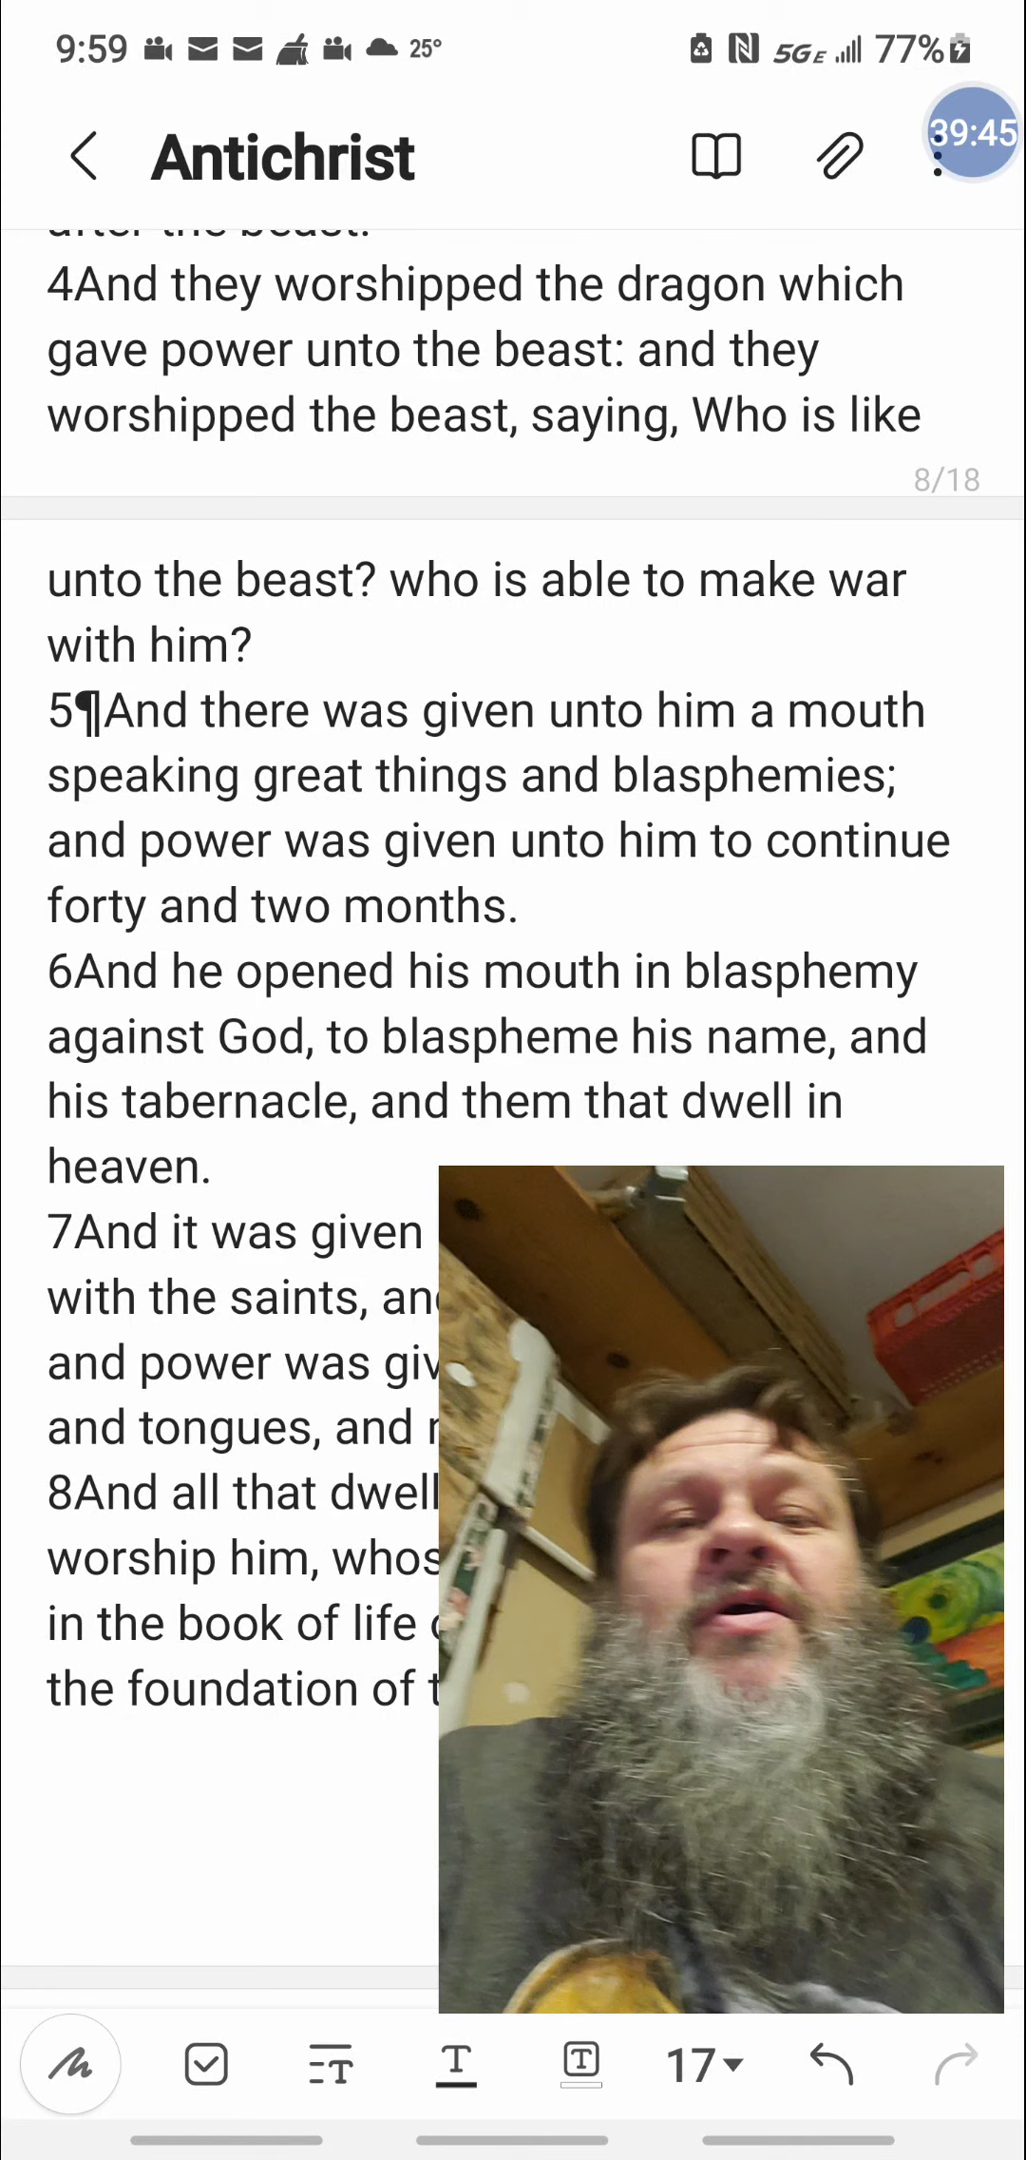 9:59 25° 5GE 77%
Antichrist
39:45
4And they worshipped the dragon which
gave power unto the beast: and they
worshipped the beast, saying, Who is like
8/18
unto the beast? who is able to make war
with him?
5¶And there was given unto him a mouth
speaking great things and blasphemies;
and power was given unto him to continue
forty and two months.
6And he opened his mouth in blasphemy
against God, to blaspheme his name, and
his tabernacle, and them that dwell in
heaven.
7And it was given
with the saints,
and power was
and tongues, and
8And all that dwell
worship him,
in the book of life
the foundation of
17